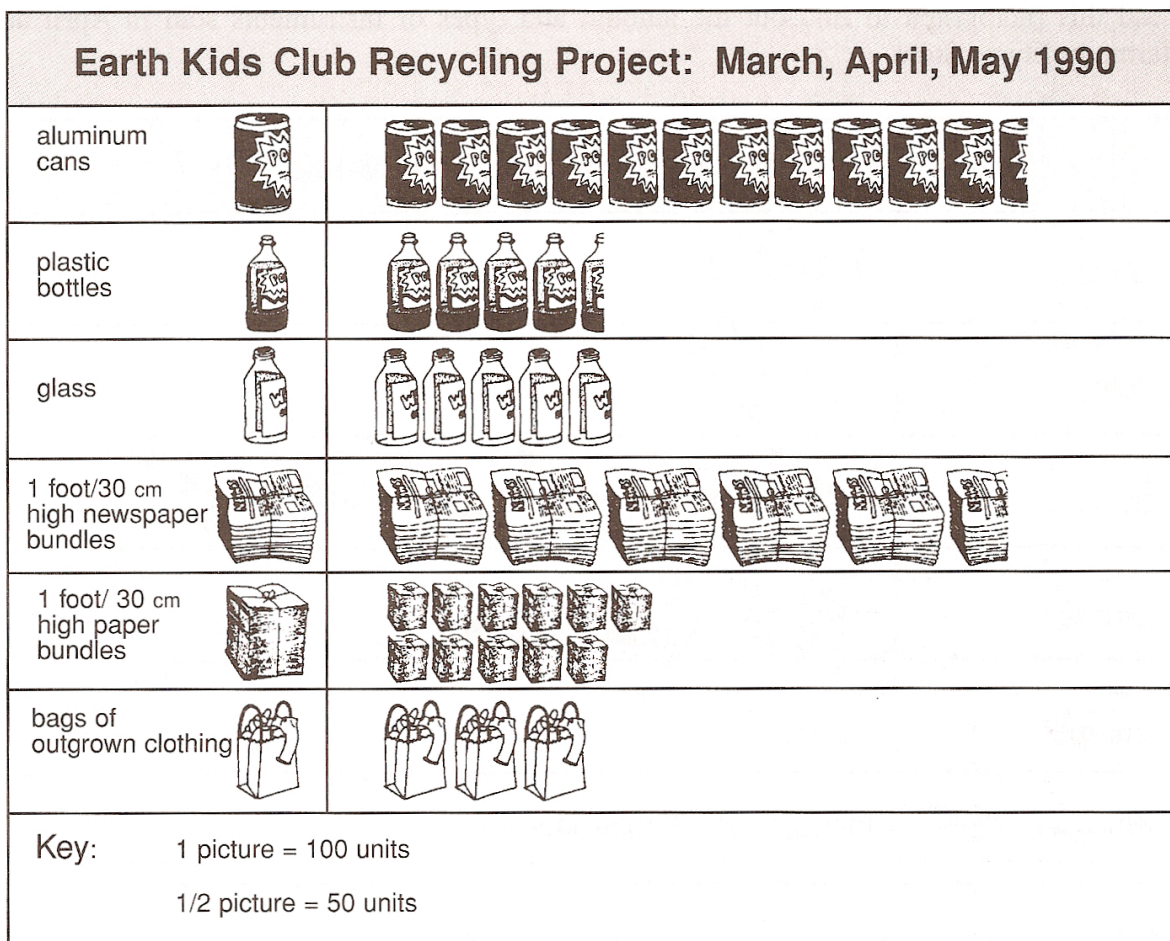 Earth Kids Club Recycling Project: March, April, May 1990
aluminum
cans
plastic
bottles
glass
1 foot/30 cm
high newspaper
bundles
1 foot/ 30 cm
high paper
bundles
bags of
outgrown clothing
Key:
1 picture = 100 units
1/2 picture = 50 units